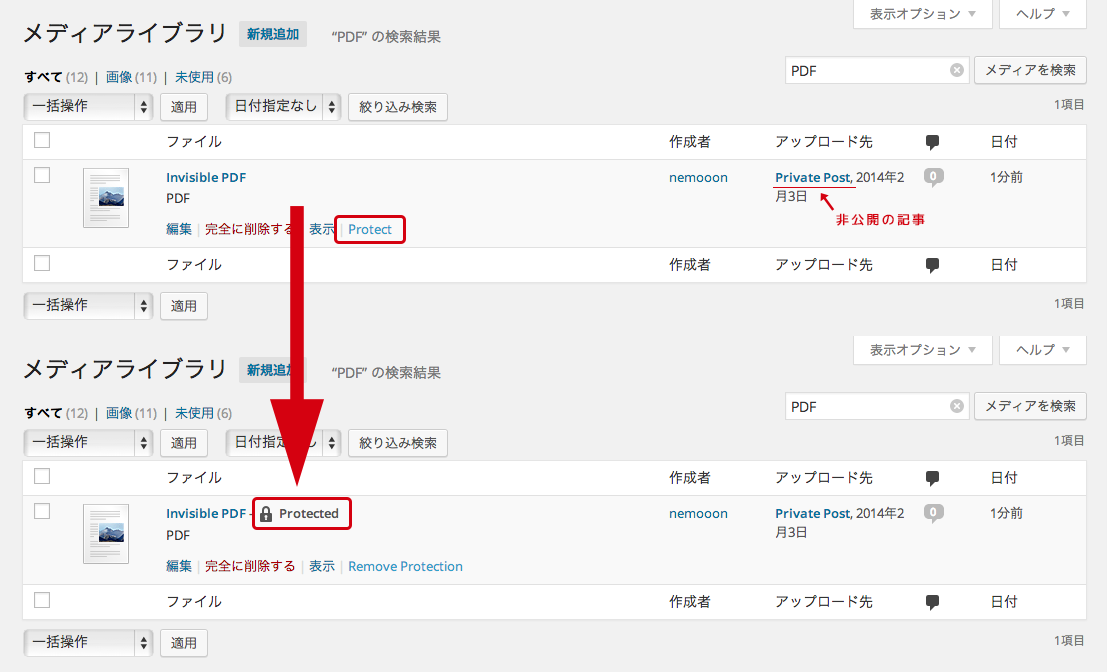 表示オプション ヘルプ
メディアライブラリ 新規追加 “PDF” の検索結果
すべて (12) | 画像 (11) | 未使用 (6) PDF メディアを検索
一括操作 適用 日付指定なし 絞り込み検索 1項目
ファイル 作成者 アップロード先 日付
Invisible PDF nemooon Private Post, 2014年2 0 1分前
PDF 月3日
非公開の記事
編集 | 完全に削除する 表示 | Protect
ファイル 作成者 アップロード先 日付
一括操作 適用 1項目
表示オプション ヘルプ
メディアライブラリ 新規追加 “PDF” の検索結果
すべて (12) | 画像 (11) | 未使用 (6) PDF メディアを検索
一括操作 適用 日付指定なし 絞り込み検索 1項目
ファイル 作成者 アップロード先 日付
Invisible PDF - Protected nemooon Private Post, 2014年2 0 1分前
PDF 月3日
編集 | 完全に削除する | 表示 | Remove Protection
ファイル 作成者 アップロード先 日付
一括操作 適用 1項目